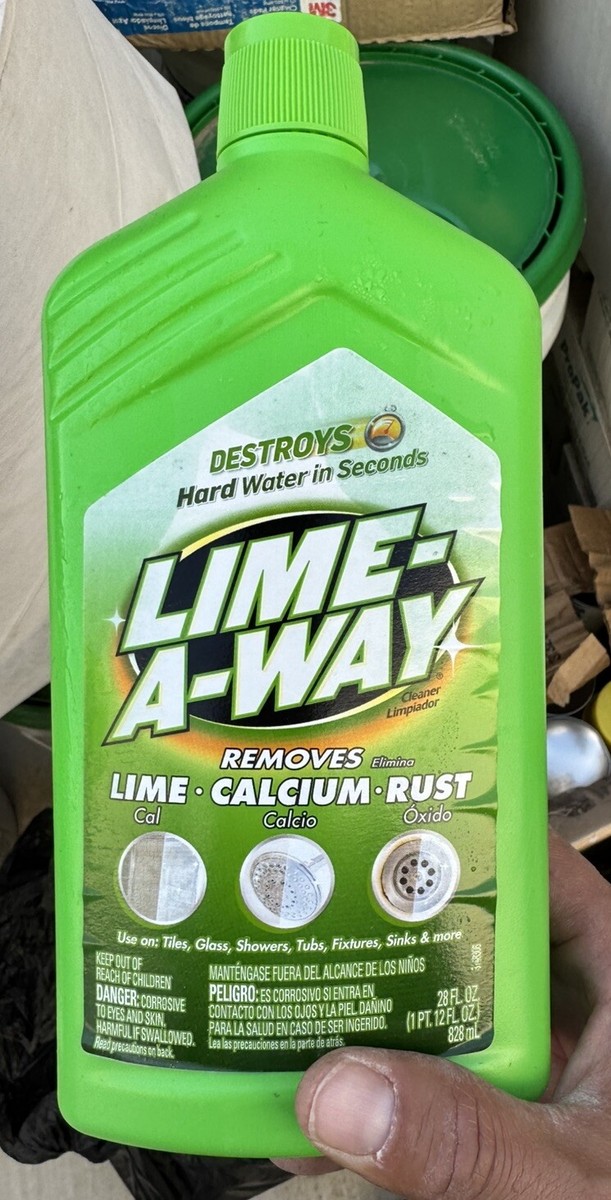 3M
DESTROYS
Hard Water in Seconds
LIME-
A-WAY®
Cleaner
Limpiador
REMOVES Elimina
LIME · CALCIUM · RUST
Cal Calcio Óxido
Use on: Tiles, Glass, Showers, Tubs, Fixtures, Sinks & more
KEEP OUT OF
REACH OF CHILDREN
DANGER: CORROSIVE
TO EYES AND SKIN.
HARMFUL IF SWALLOWED.
Read precautions on back.
MANTÉNGASE FUERA DEL ALCANCE DE LOS NIÑOS
PELIGRO: ES CORROSIVO SI ENTRA EN
CONTACTO CON LOS OJOS Y LA PIEL. DAÑINO
PARA LA SALUD EN CASO DE SER INGERIDO.
Lea las precauciones en la parte de atrás.
28 FL. OZ.
(1 PT. 12 FL. OZ.)
828 mL
ProPak